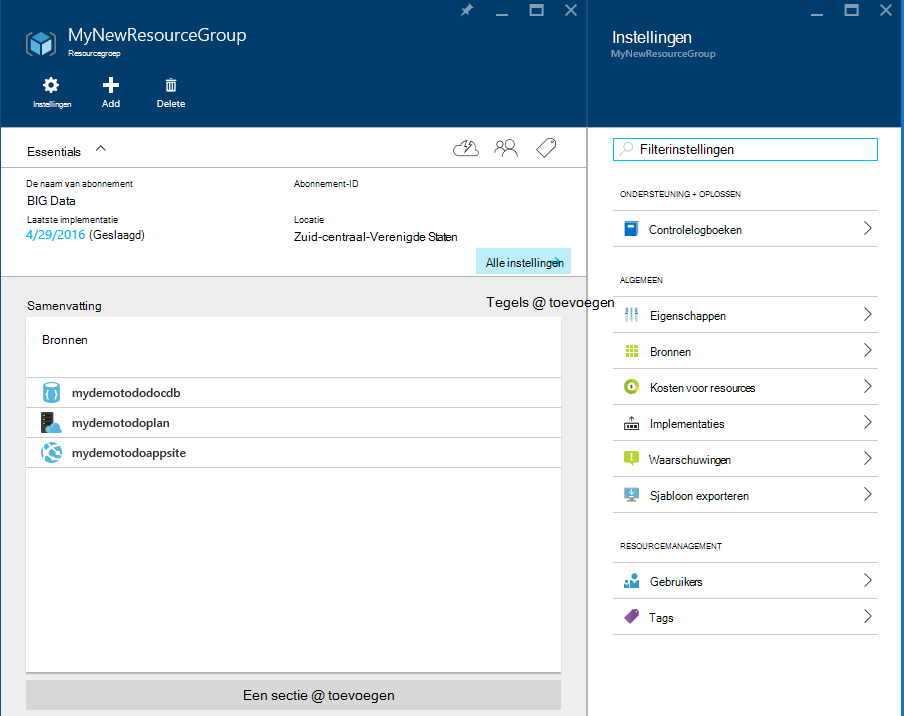 MyNewResourceGroup
Resourcegroep
Instellingen
Add
Delete
Essentials
De naam van abonnement
BIG Data
Abonnement-ID
Laatste implementatie
4/29/2016 (Geslaagd)
Locatie
Zuid-centraal-Verenigde Staten
Alle instellingen
Samenvatting
Tegels @ toevoegen
Bronnen
mydemotododocdb
mydemotodoplan
mydemotodoappsite
Een sectie @ toevoegen
Instellingen
MyNewResourceGroup
Filterinstellingen
ONDERSTEUNING + OPLOSSEN
Controlelogboeken
ALGEMEEN
Eigenschappen
Bronnen
Kosten voor resources
Implementaties
Waarschuwingen
Sjabloon exporteren
RESOURCEMANAGEMENT
Gebruikers
Tags